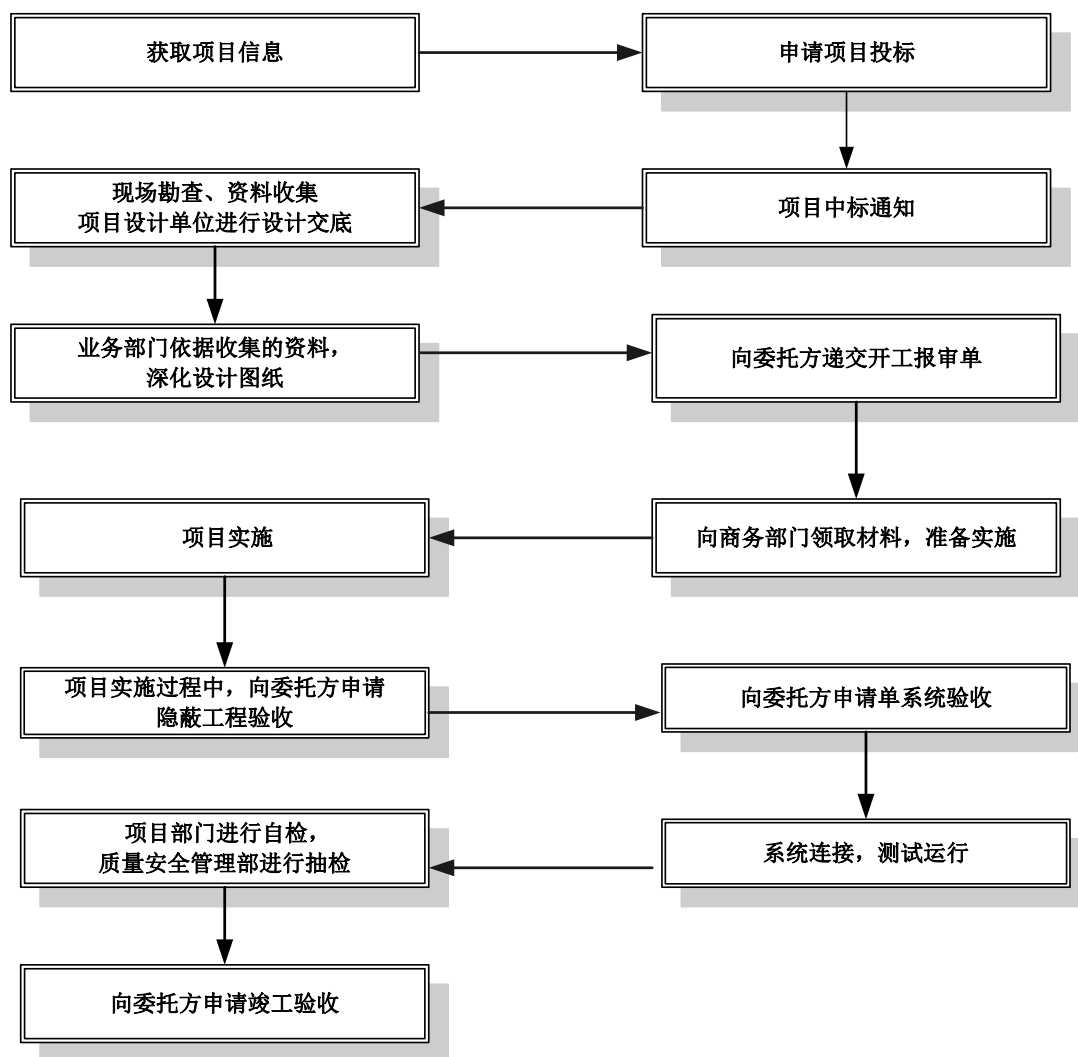 获取项目信息
申请项目投标
项目中标通知
现场勘查、资料收集
项目设计单位进行设计交底
业务部门依据收集的资料，
深化设计图纸
向委托方递交开工报审单
向商务部门领取材料，准备实施
项目实施
项目实施过程中，向委托方申请
隐蔽工程验收
向委托方申请单系统验收
系统连接，测试运行
项目部门进行自检，
质量安全管理部进行抽检
向委托方申请竣工验收